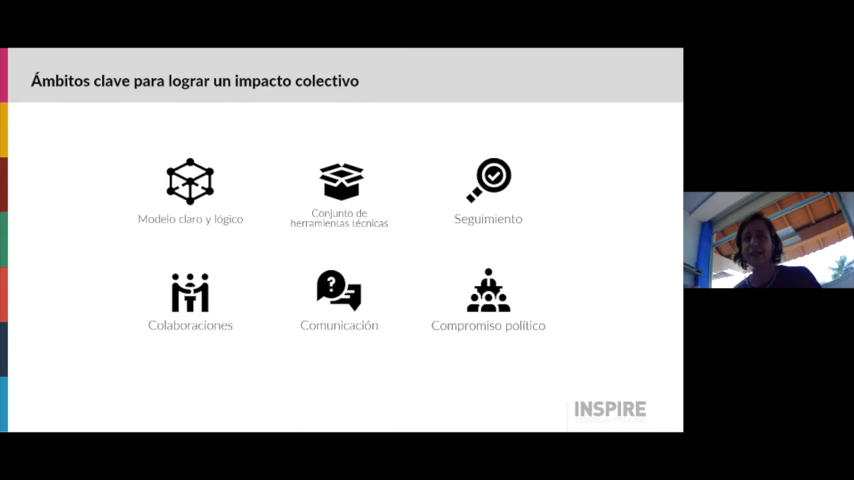 Ámbitos clave para lograr un impacto colectivo
Modelo claro y lógico
Conjunto de
herramientas técnicas
Seguimiento
?
Colaboraciones
Comunicación
Compromiso político
INSPIRE